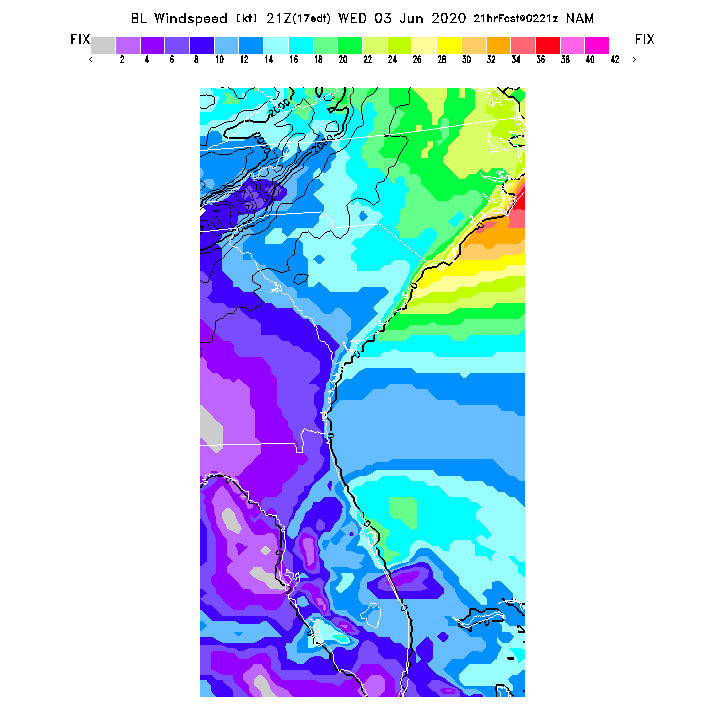 BL Windspeed [kt] 21Z(17edt) WED 03 Jun 2020 21hrFcst@0221z NAM
FIX FIX
< 2 4 6 8 10 12 14 16 18 20 22 24 26 28 30 32 34 36 38 40 42 >
2000